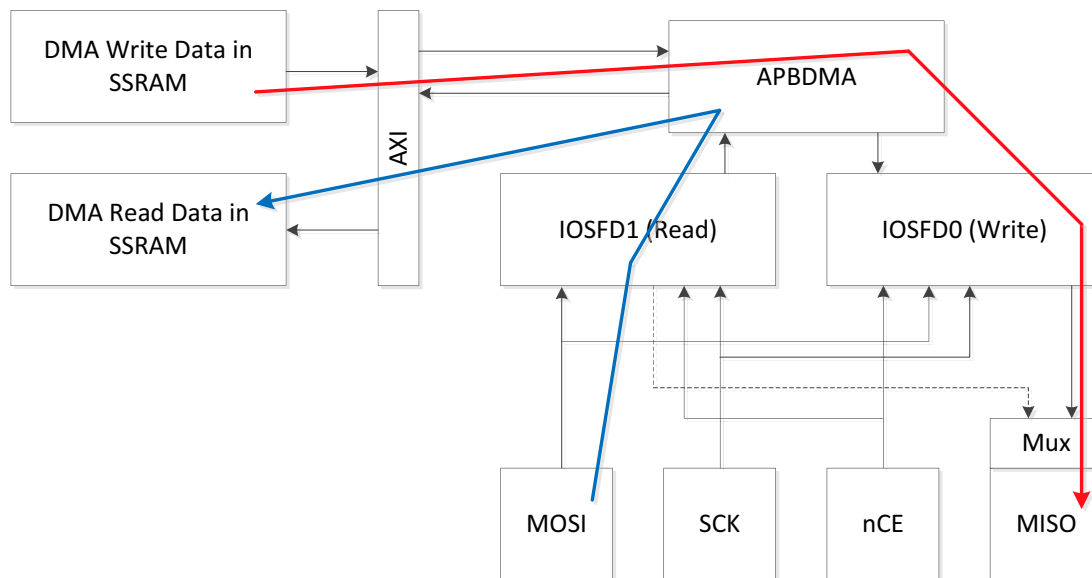 DMA Write Data in
SSRAM
APBDMA
AXI
DMA Read Data in
SSRAM
IOSFD1 (Read)
IOSFD0 (Write)
Mux
MOSI
SCK
nCE
MISO